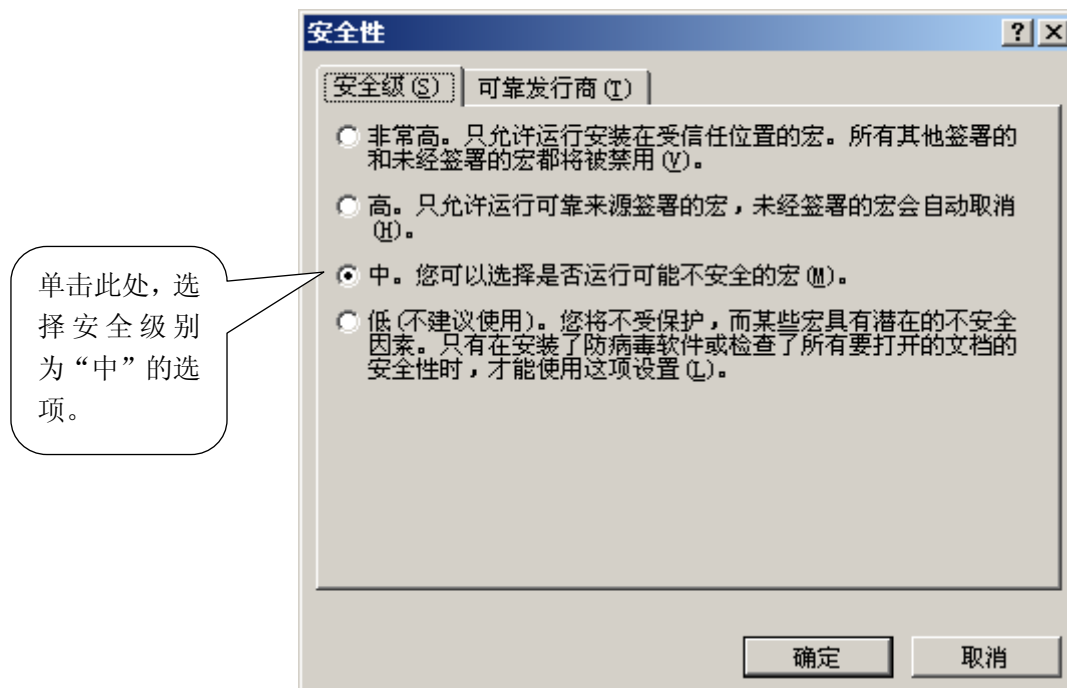 安全性
安全级(S)
可靠发行商(T)
非常高。只允许运行安装在受信任位置的宏。所有其他签署的
和未经签署的宏都将被禁用(V)。
高。只允许运行可靠来源签署的宏，未经签署的宏会自动取消
(H)。
中。您可以选择是否运行可能不安全的宏(M)。
低(不建议使用)。您将不受保护，而某些宏具有潜在的不安全
因素。只有在安装了防病毒软件或检查了所有要打开的文档的
安全性时，才能使用这项设置(L)。
单击此处，选
择安全级别
为“中”的选
项。
确定
取消